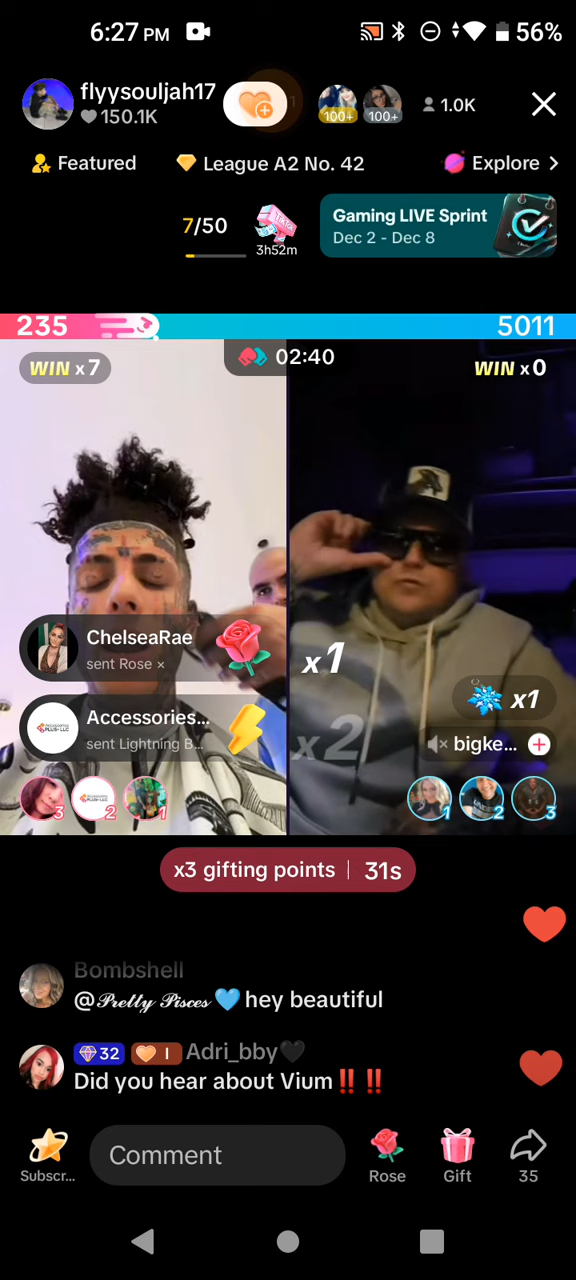 6:27 PM
56%
flyysouljah17
150.1K
100+
100+
1.0K
Featured
League A2 No. 42
Explore >
7/50
3h52m
Gaming LIVE Sprint
Dec 2 - Dec 8
235
5011
WIN x 7
02:40
WIN x 0
ChelseaRae
sent Rose ×
x1
x1
Accessories...
sent Lightning B...
x2
bigke...
3
2
1
1
2
3
x3 gifting points | 31s
Bombshell
@𝒫𝓇𝑒𝓉𝓉𝓎 𝒫𝒾𝓈𝒸𝑒𝓈 🩵 hey beautiful
32 I Adri_bby🖤
Did you hear about Vium‼️ ‼️
Subscr...
Comment
Rose
Gift
35